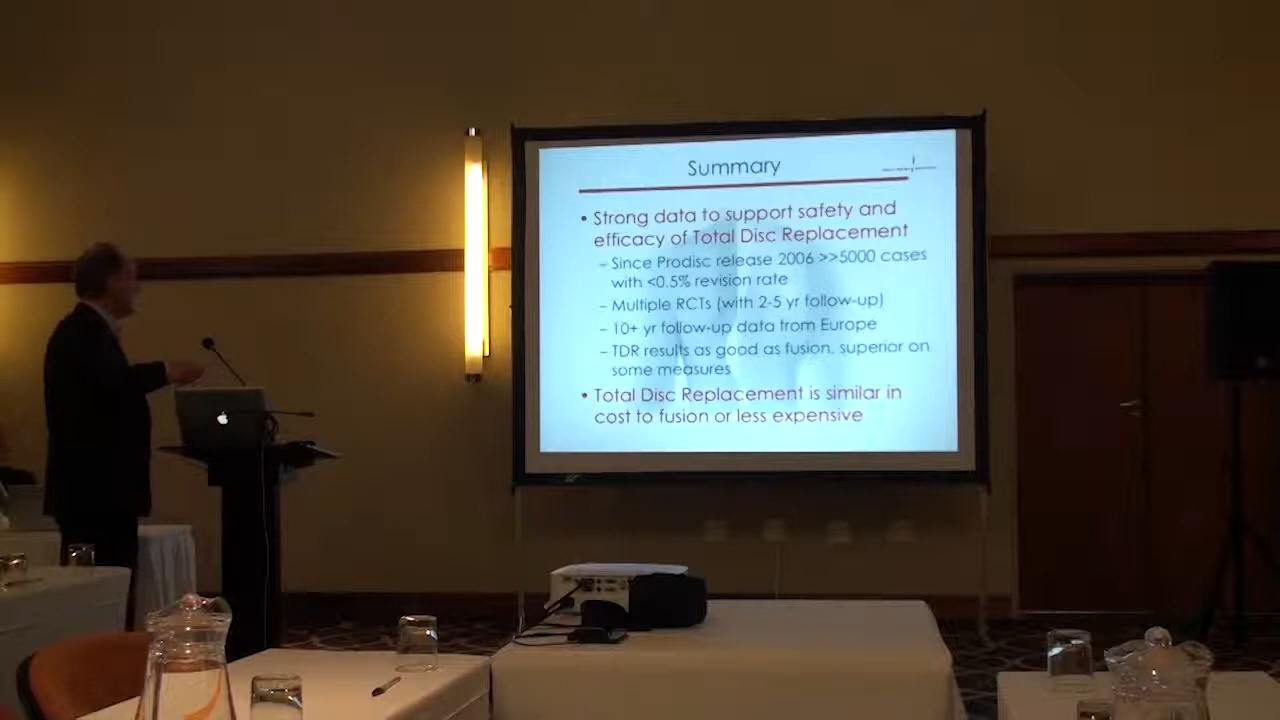 Summary
• Strong data to support safety and
efficacy of Total Disc Replacement
– Since Prodisc release 2006 >>5000 cases
with <0.5% revision rate
– Multiple RCTs (with 2-5 yr follow-up)
– 10+ yr follow-up data from Europe
– TDR results as good as fusion, superior on
some measures
• Total Disc Replacement is similar in
cost to fusion or less expensive